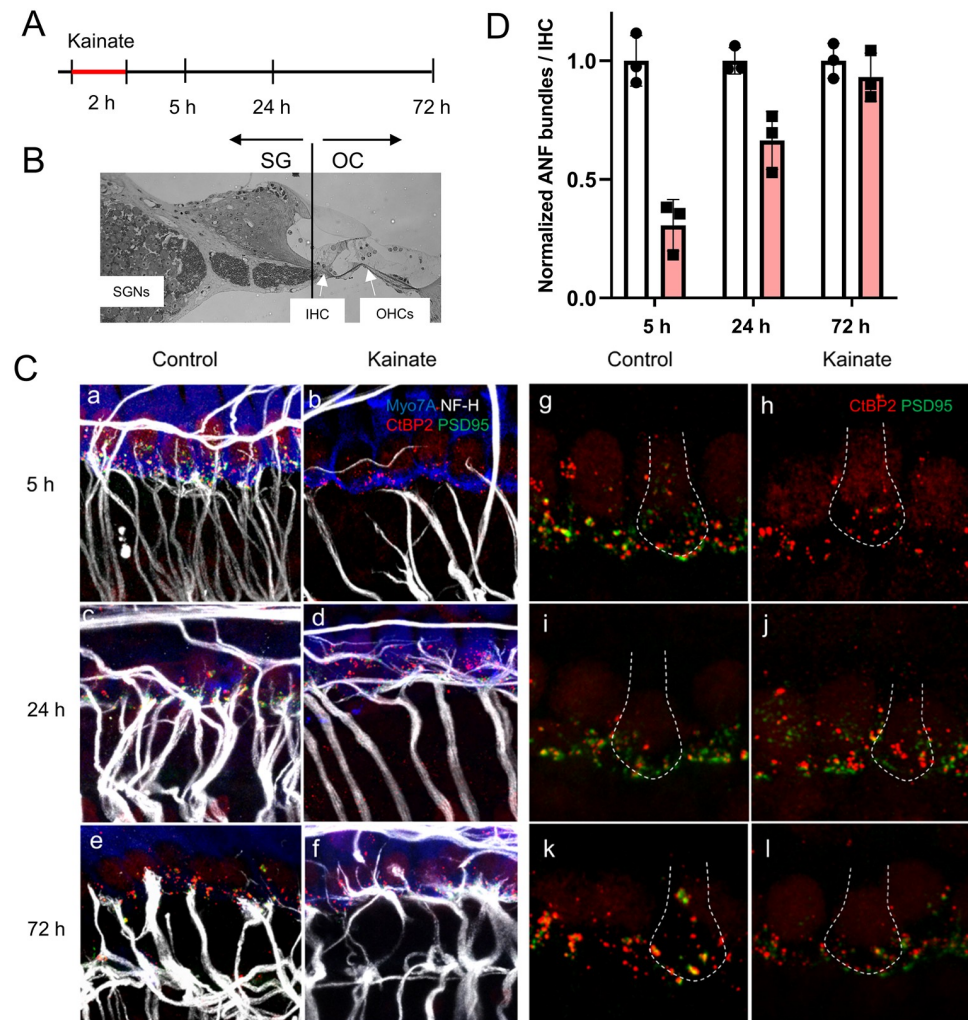 A
Kainate
2 h
5 h
24 h
72 h
B
SG
OC
SGNs
IHC
OHCs
D
Normalized ANF bundles / IHC
1.0
0.5
0.0
5 h
24 h
72 h
C
Control
Kainate
Control
Kainate
5 h
a
b
Myo7A NF-H
CtBP2 PSD95
g
h
CtBP2 PSD95
24 h
c
d
i
j
72 h
e
f
k
l